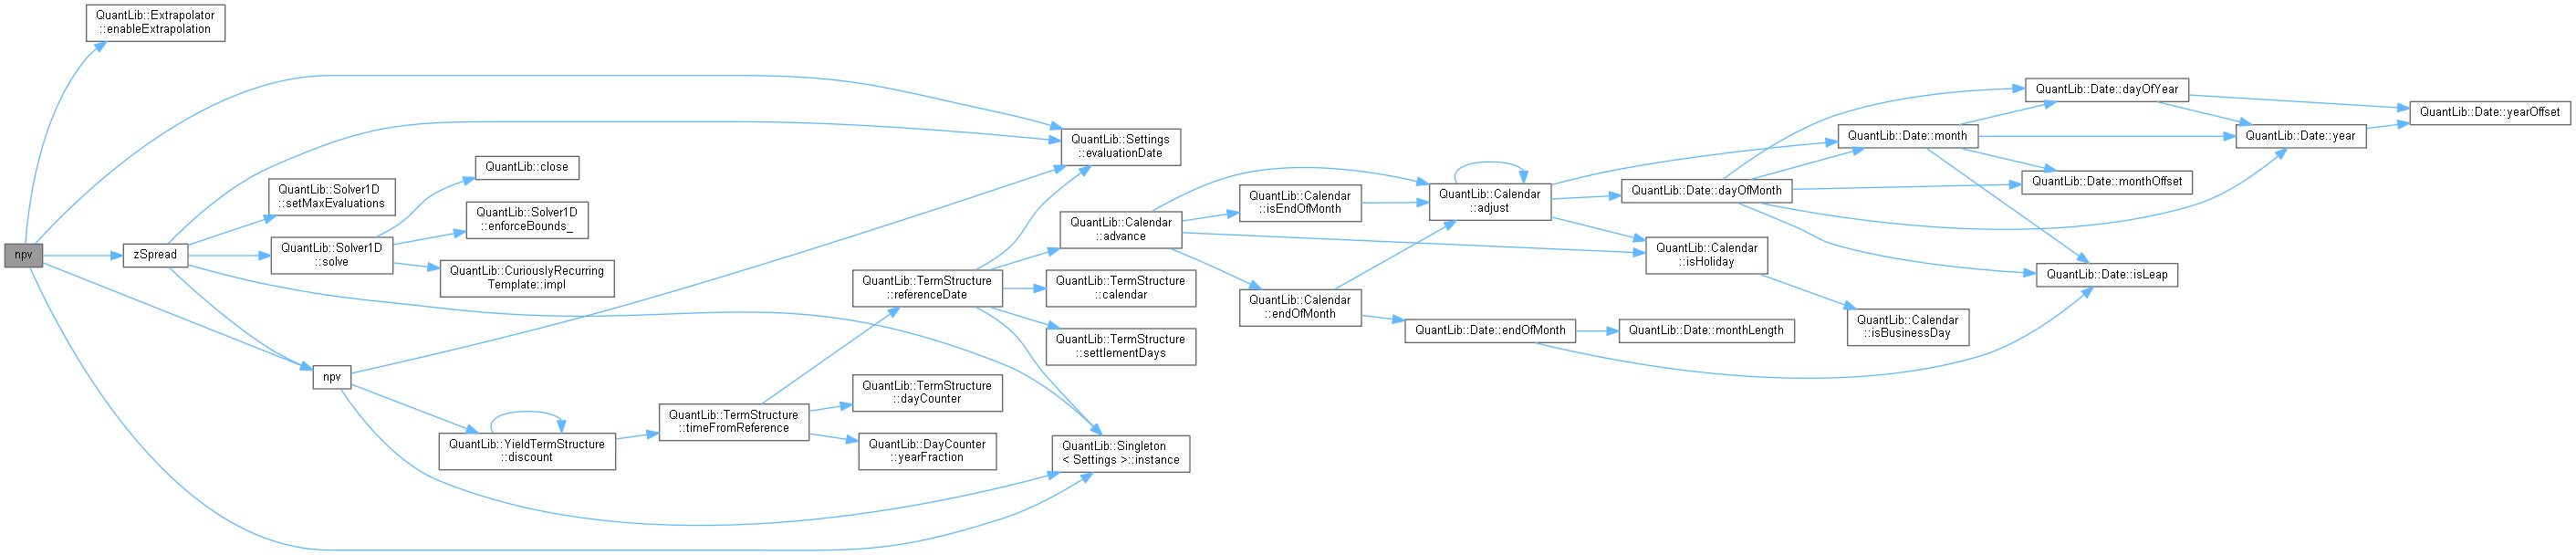 npv
QuantLib::Extrapolator
::enableExtrapolation
zSpread
npv
QuantLib::Solver1D
::setMaxEvaluations
QuantLib::Solver1D
::solve
QuantLib::close
QuantLib::Solver1D
::enforceBounds_
QuantLib::CuriouslyRecurring
Template::impl
QuantLib::YieldTermStructure
::discount
QuantLib::TermStructure
::timeFromReference
QuantLib::TermStructure
::referenceDate
QuantLib::TermStructure
::dayCounter
QuantLib::DayCounter
::yearFraction
QuantLib::Settings
::evaluationDate
QuantLib::Calendar
::advance
QuantLib::TermStructure
::calendar
QuantLib::TermStructure
::settlementDays
QuantLib::Singleton
< Settings >::instance
QuantLib::Calendar
::isEndOfMonth
QuantLib::Calendar
::endOfMonth
QuantLib::Calendar
::adjust
QuantLib::Date::endOfMonth
QuantLib::Date::dayOfMonth
QuantLib::Calendar
::isHoliday
QuantLib::Date::monthLength
QuantLib::Date::month
QuantLib::Calendar
::isBusinessDay
QuantLib::Date::dayOfYear
QuantLib::Date::monthOffset
QuantLib::Date::isLeap
QuantLib::Date::year
QuantLib::Date::yearOffset